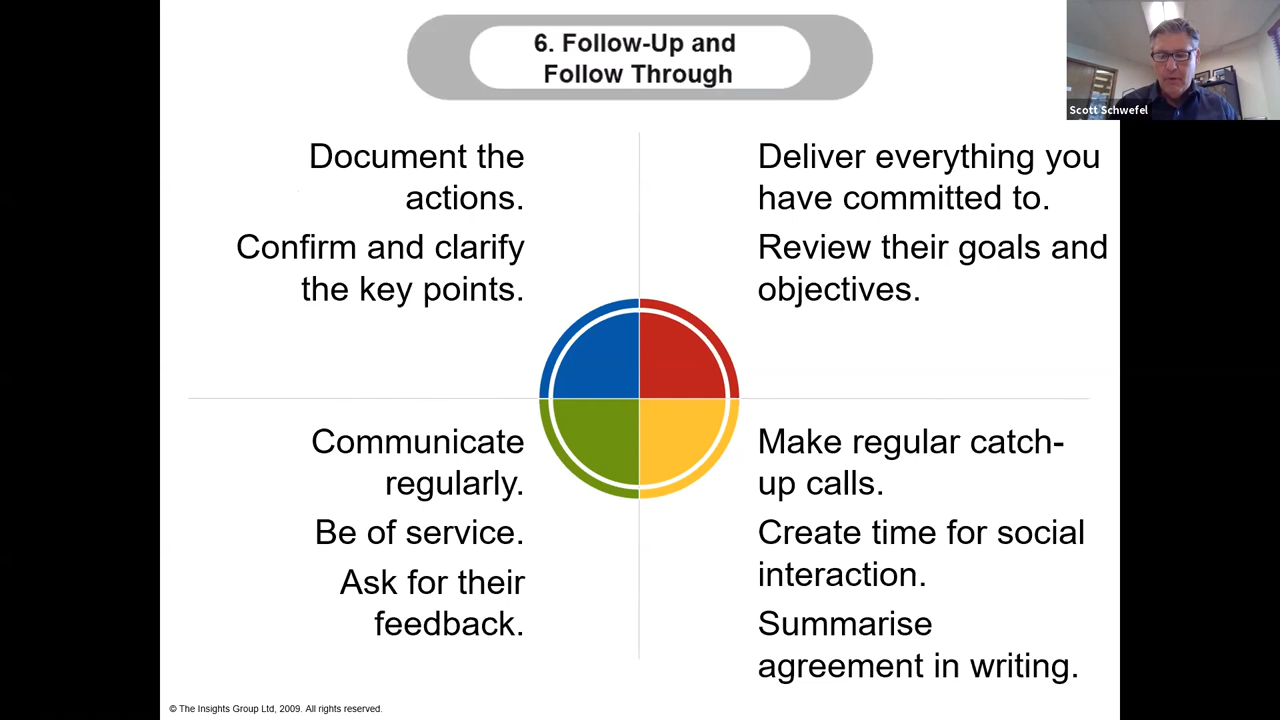 6. Follow-Up and
Follow Through
Scott Schwefel
Document the
actions.
Confirm and clarify
the key points.
Deliver everything you
have committed to.
Review their goals and
objectives.
Communicate
regularly.
Be of service.
Ask for their
feedback.
Make regular catch-
up calls.
Create time for social
interaction.
Summarise
agreement in writing.
© The Insights Group Ltd, 2009. All rights reserved.